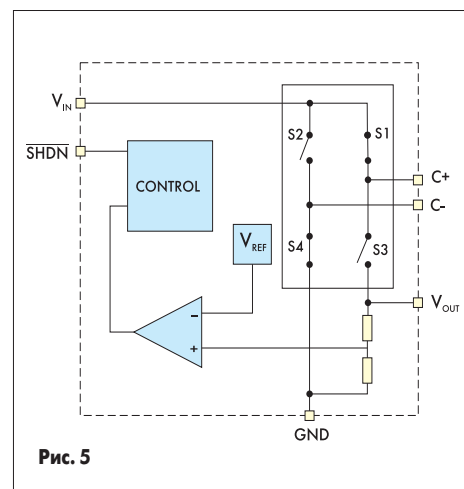 V_IN
S2
S1
SHDN
CONTROL
C+
C-
V_REF
S4
S3
V_OUT
−
+
GND
Рис. 5